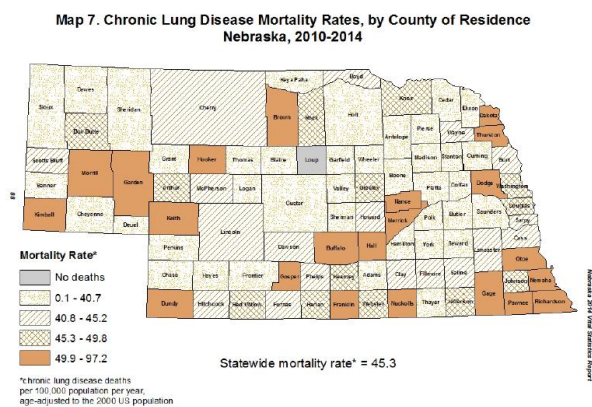 Map 7. Chronic Lung Disease Mortality Rates, by County of Residence
Nebraska, 2010-2014
Keya Paha Boyd
Dawes
Sioux Sheridan Cherry Knox Cedar
Dixon Dakota
Brown Rock Holt
Box Butte Antelope Pierce Wayne Thurston
Scotts Bluff Grant Hooker Thomas Blaine Loup Garfield Wheeler Madison Stanton Cuming Burt
Morrill Garden Boone
Banner Arthur McPherson Logan Valley Greeley Platte Colfax Dodge Washington
Custer Nance Douglas
Kimball Cheyenne Keith Sherman Howard Merrick Polk Butler Saunders Sarpy
Deuel Lincoln
Perkins Dawson Buffalo Hall Hamilton York Seward Lancaster Cass
Otoe
Chase Hayes Frontier Gosper Phelps Kearney Adams Clay Fillmore Saline
Johnson Nemaha
Gage
Dundy Hitchcock Red Willow Furnas Harlan Franklin Webster Nuckolls Thayer Jefferson Pawnee Richardson
88
Mortality Rate*
No deaths
0.1 - 40.7
40.8 - 45.2
45.3 - 49.8
49.9 - 97.2
Statewide mortality rate* = 45.3
*chronic lung disease deaths
per 100,000 population per year,
age-adjusted to the 2000 US population
Nebraska 2014 Vital Statistics Report